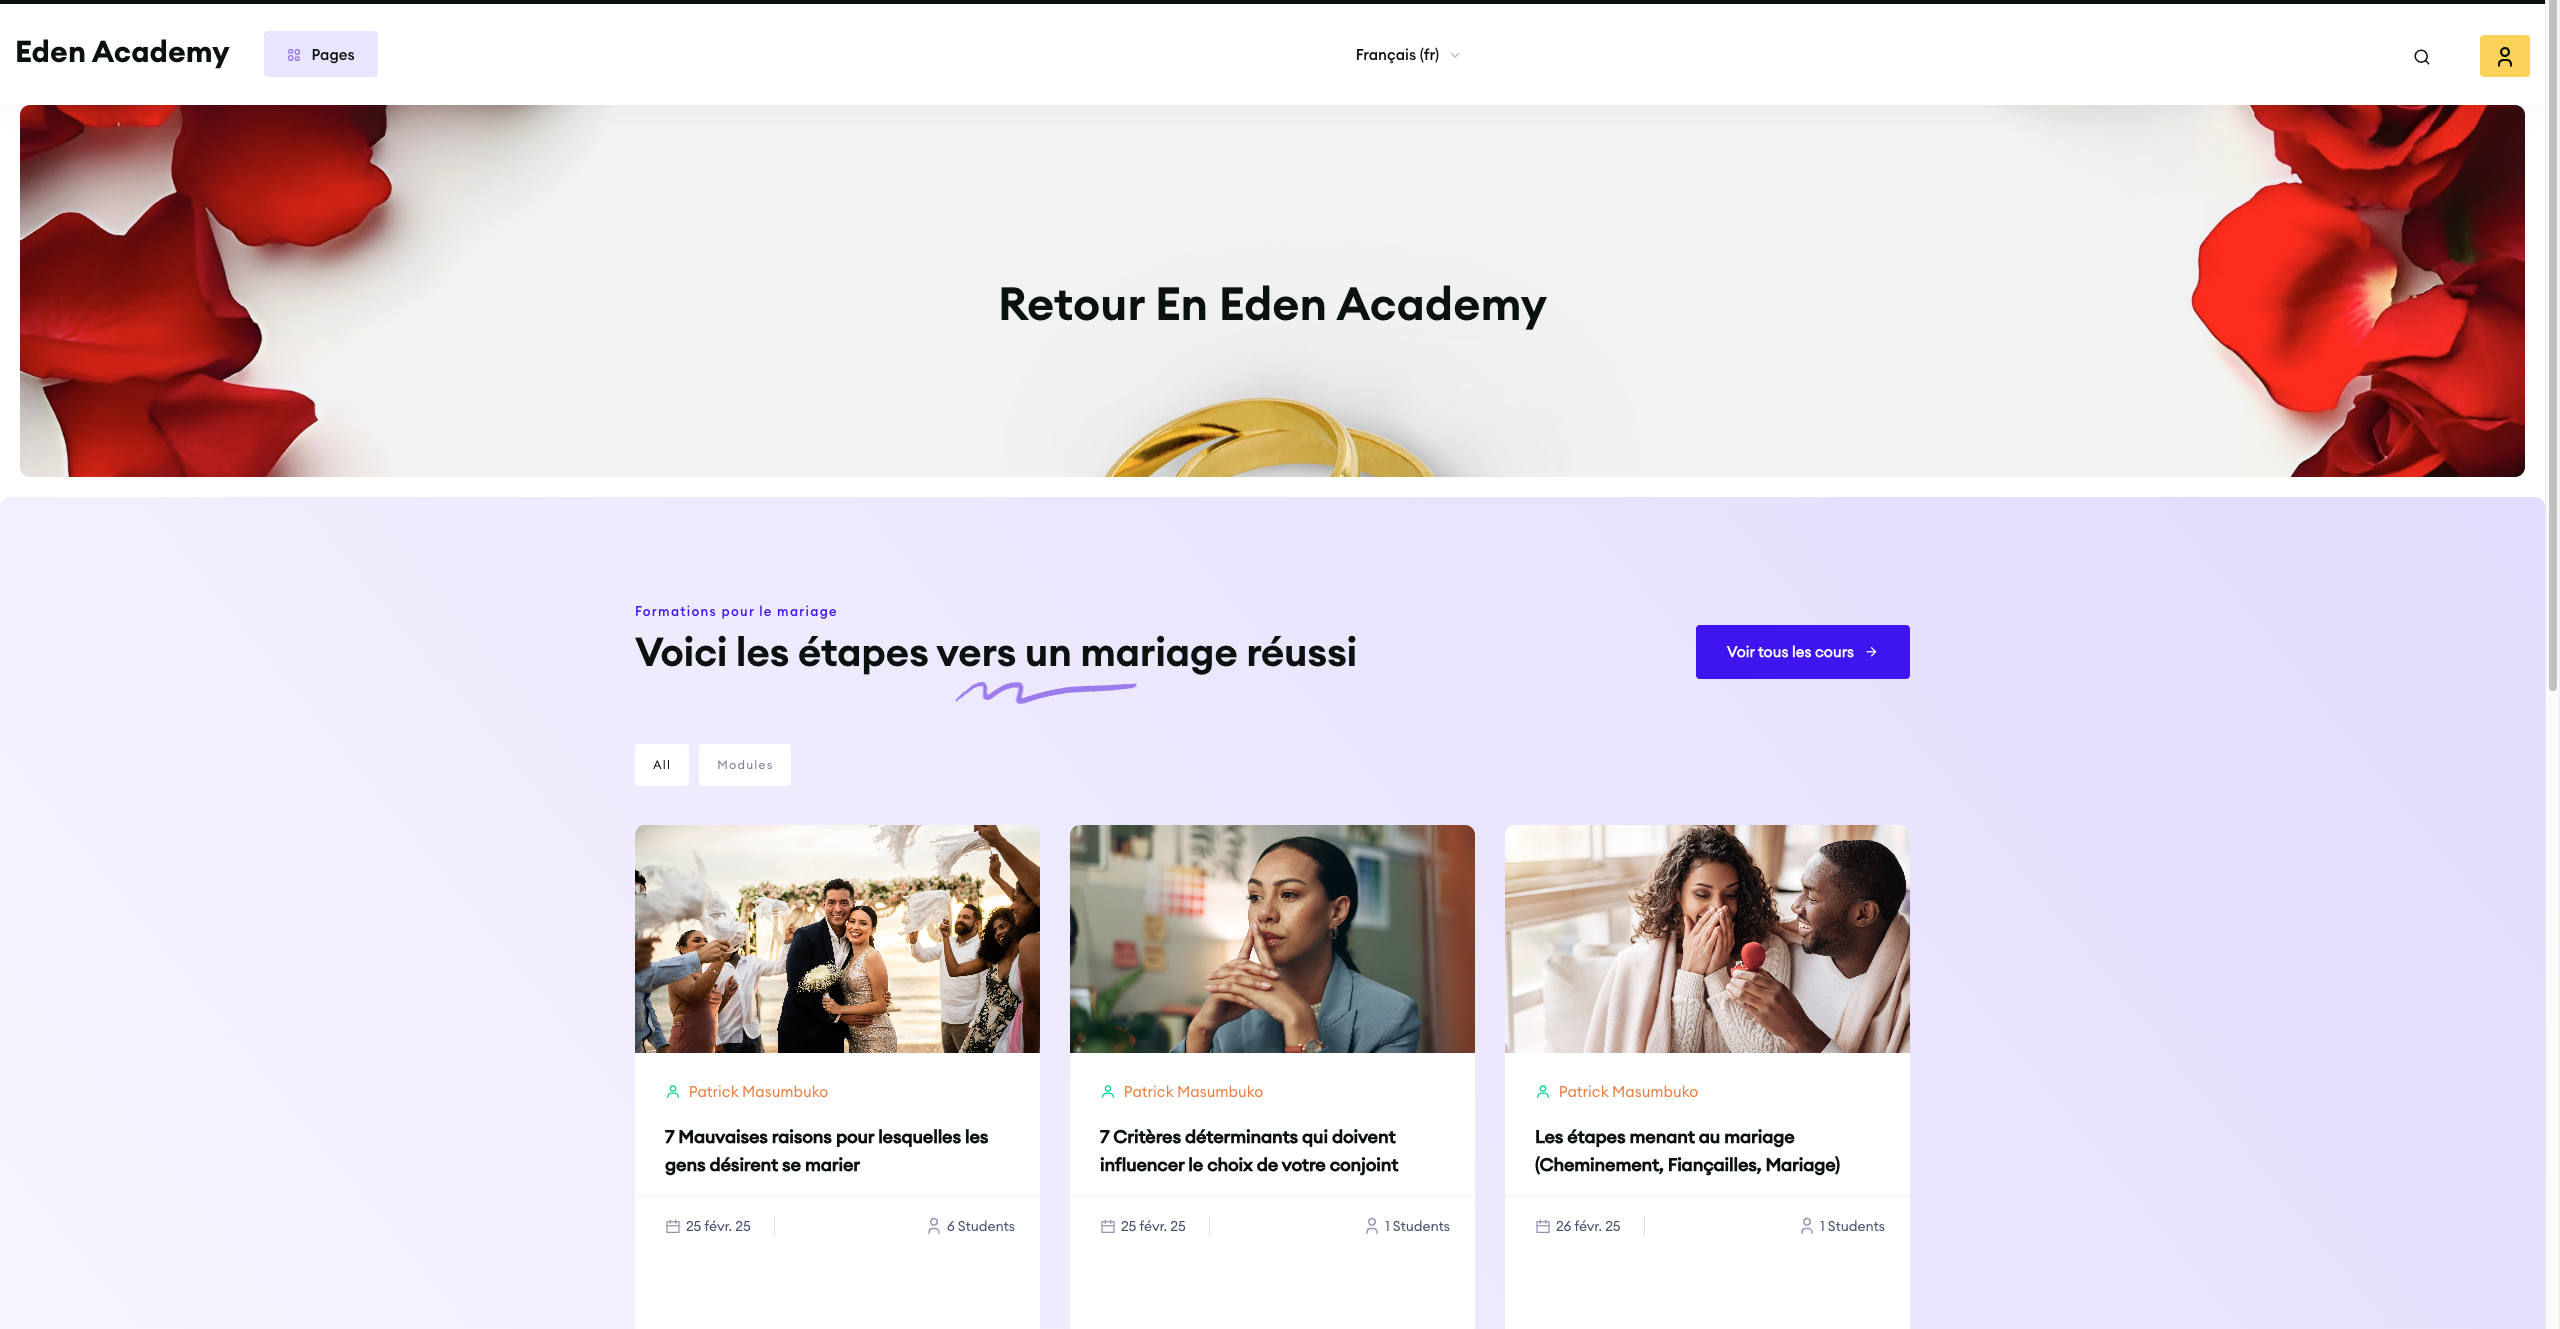 Eden Academy
Pages
Français (fr)
Retour En Eden Academy
Formations pour le mariage
Voici les étapes vers un mariage réussi
Voir tous les cours
All
Modules
Patrick Masumbuko
7 Mauvaises raisons pour lesquelles les
gens désirent se marier
25 févr. 25
6 Students
Patrick Masumbuko
7 Critères déterminants qui doivent
influencer le choix de votre conjoint
25 févr. 25
1 Students
Patrick Masumbuko
Les étapes menant au mariage
(Cheminement, Fiançailles, Mariage)
26 févr. 25
1 Students